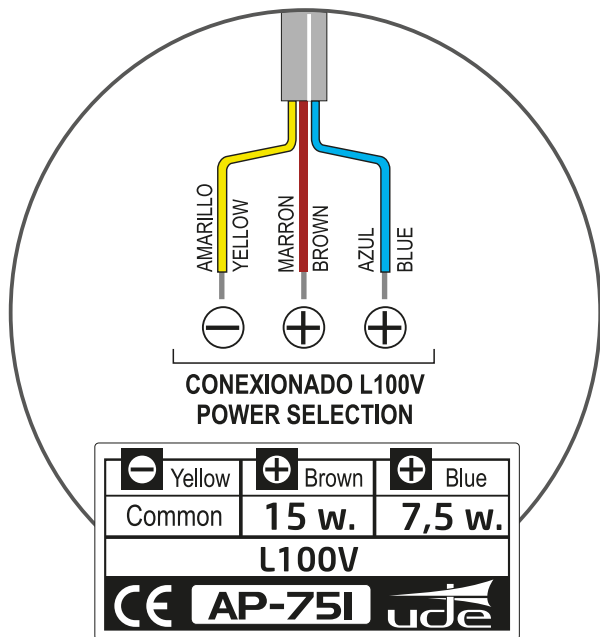 AMARILLO
YELLOW
MARRON
BROWN
AZUL
BLUE
CONEXIONADO L100V
POWER SELECTION
Yellow Brown Blue
Common 15 w. 7,5 w.
L100V
CE AP-75I ude